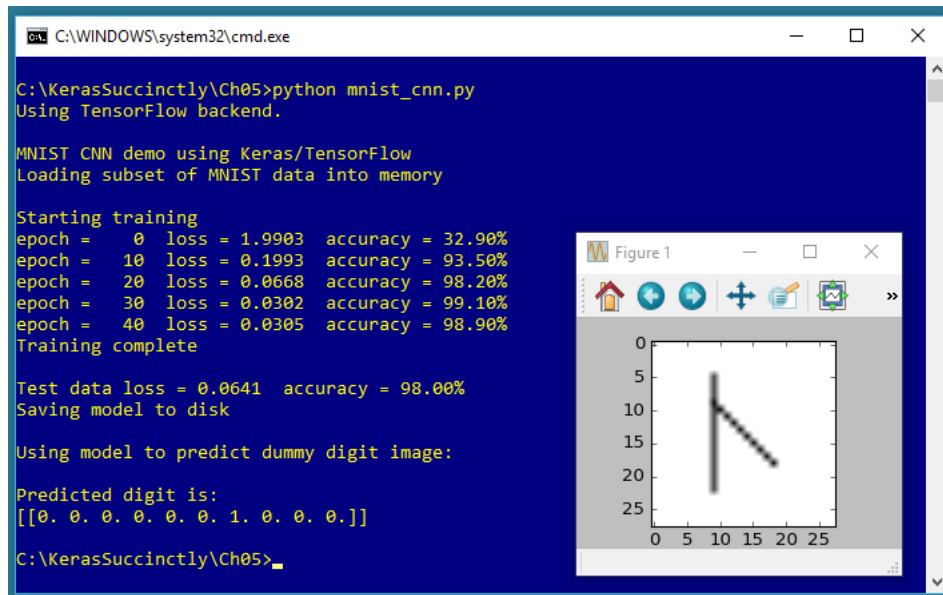 C:\WINDOWS\system32\cmd.exe
C:\KerasSuccinctly\Ch05>python mnist_cnn.py
Using TensorFlow backend.
MNIST CNN demo using Keras/TensorFlow
Loading subset of MNIST data into memory
Starting training
epoch = 0 loss = 1.9903 accuracy = 32.90%
epoch = 10 loss = 0.1993 accuracy = 93.50%
epoch = 20 loss = 0.0668 accuracy = 98.20%
epoch = 30 loss = 0.0302 accuracy = 99.10%
epoch = 40 loss = 0.0305 accuracy = 98.90%
Training complete
Test data loss = 0.0641 accuracy = 98.00%
Saving model to disk
Using model to predict dummy digit image:
Predicted digit is:
[[0. 0. 0. 0. 0. 0. 1. 0. 0. 0.]]
C:\KerasSuccinctly\Ch05>
Figure 1
»
0
5
10
15
20
25
0 5 10 15 20 25